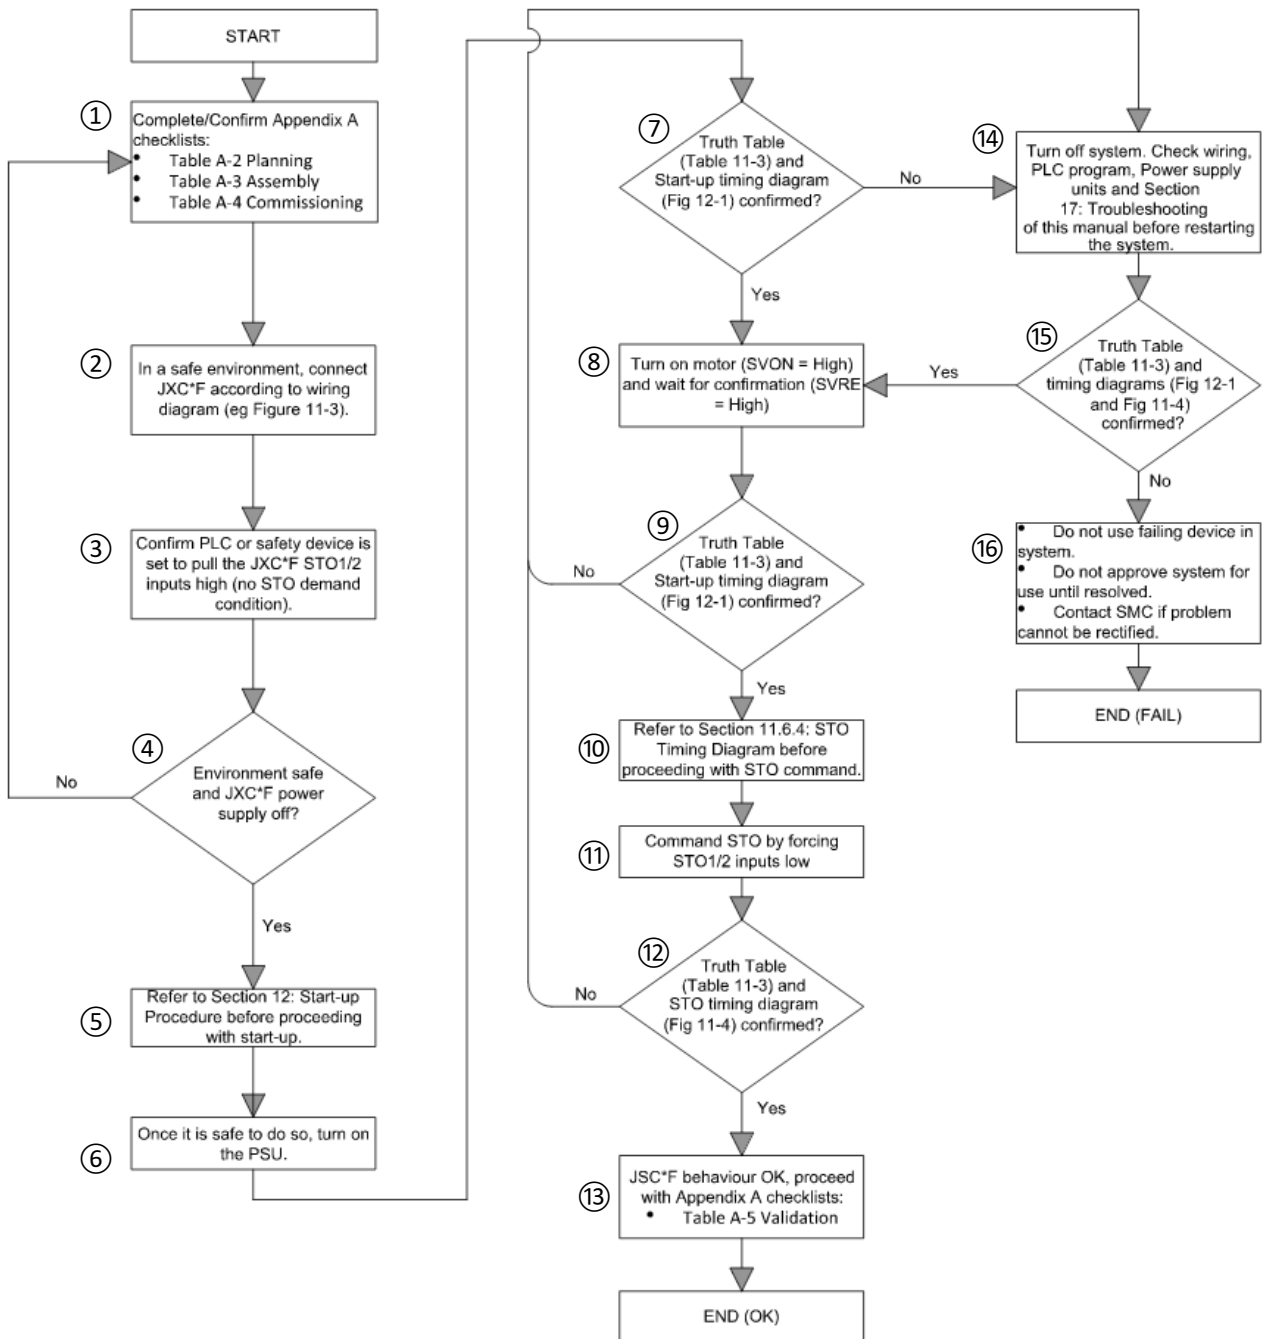 START
①
Complete/Confirm Appendix A
checklists:
• Table A-2 Planning
• Table A-3 Assembly
• Table A-4 Commissioning
②
In a safe environment, connect
JXC*F according to wiring
diagram (eg Figure 11-3).
③
Confirm PLC or safety device is
set to pull the JXC*F STO1/2
inputs high (no STO demand
condition).
④
Environment safe
and JXC*F power
supply off?
No
Yes
⑤
Refer to Section 12: Start-up
Procedure before proceeding
with start-up.
⑥
Once it is safe to do so, turn on
the PSU.
⑦
Truth Table
(Table 11-3) and
Start-up timing diagram
(Fig 12-1) confirmed?
No
Yes
⑧
Turn on motor (SVON = High)
and wait for confirmation (SVRE
= High)
⑨
Truth Table
(Table 11-3) and
Start-up timing diagram
(Fig 12-1) confirmed?
No
Yes
⑩
Refer to Section 11.6.4: STO
Timing Diagram before
proceeding with STO command.
⑪
Command STO by forcing
STO1/2 inputs low
⑫
Truth Table
(Table 11-3) and
STO timing diagram
(Fig 11-4) confirmed?
No
Yes
⑬
JSC*F behaviour OK, proceed
with Appendix A checklists:
• Table A-5 Validation
END (OK)
⑭
Turn off system. Check wiring,
PLC program, Power supply
units and Section
17: Troubleshooting
of this manual before restarting
the system.
⑮
Truth Table
(Table 11-3) and
timing diagrams (Fig 12-1
and Fig 11-4)
confirmed?
Yes
No
⑯
• Do not use failing device in
system.
• Do not approve system for
use until resolved.
• Contact SMC if problem
cannot be rectified.
END (FAIL)